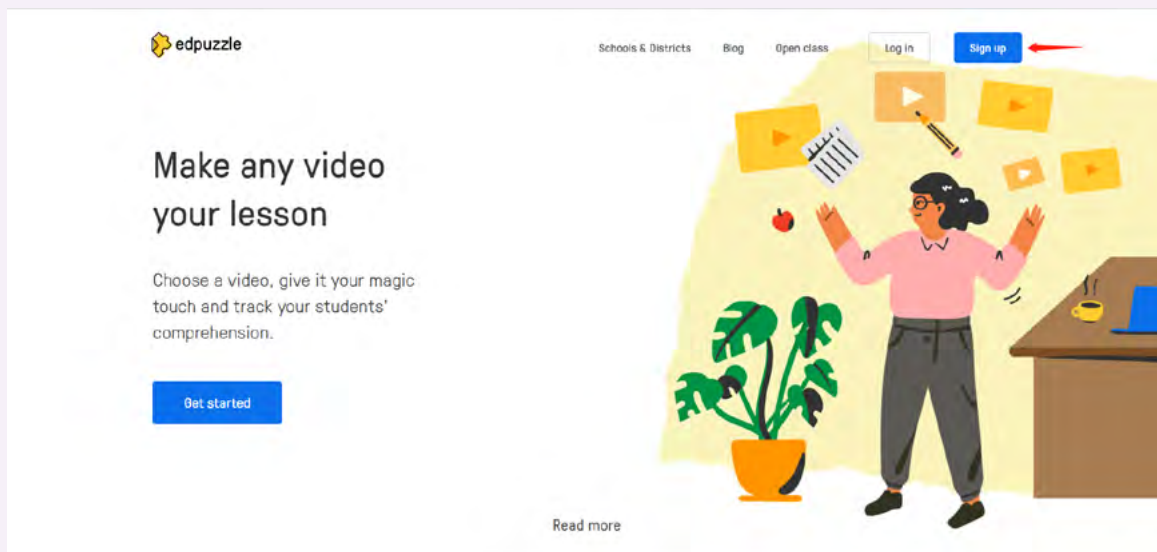 edpuzzle
Schools & Districts Blog Open class Log in Sign up
Make any video
your lesson
Choose a video, give it your magic
touch and track your students'
comprehension.
Get started
Read more